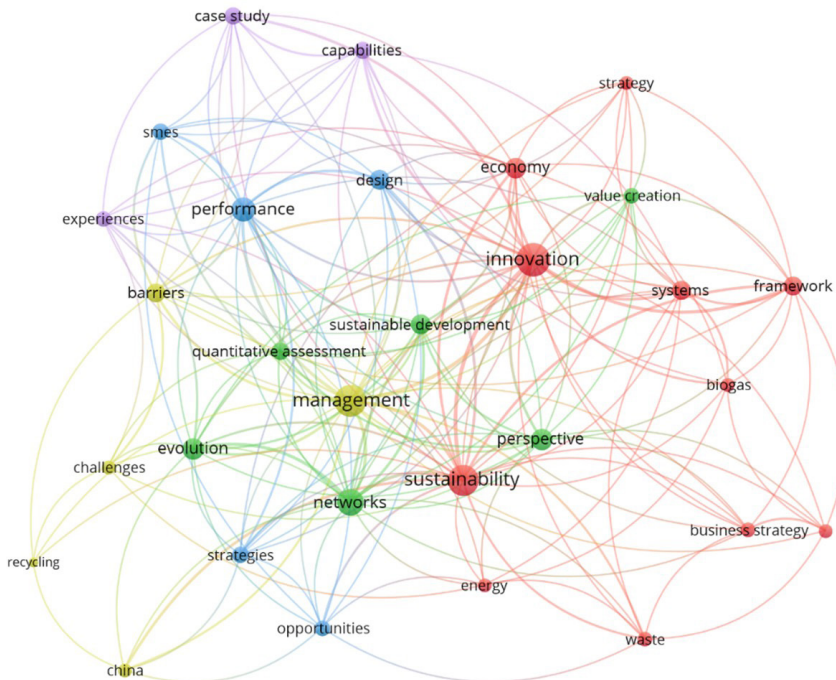 case study
capabilities
strategy
smes
economy
design
value creation
performance
experiences
innovation
barriers
systems
framework
sustainable development
quantitative assessment
biogas
management
perspective
evolution
challenges
sustainability
networks
business strategy
strategies
recycling
energy
opportunities
waste
china